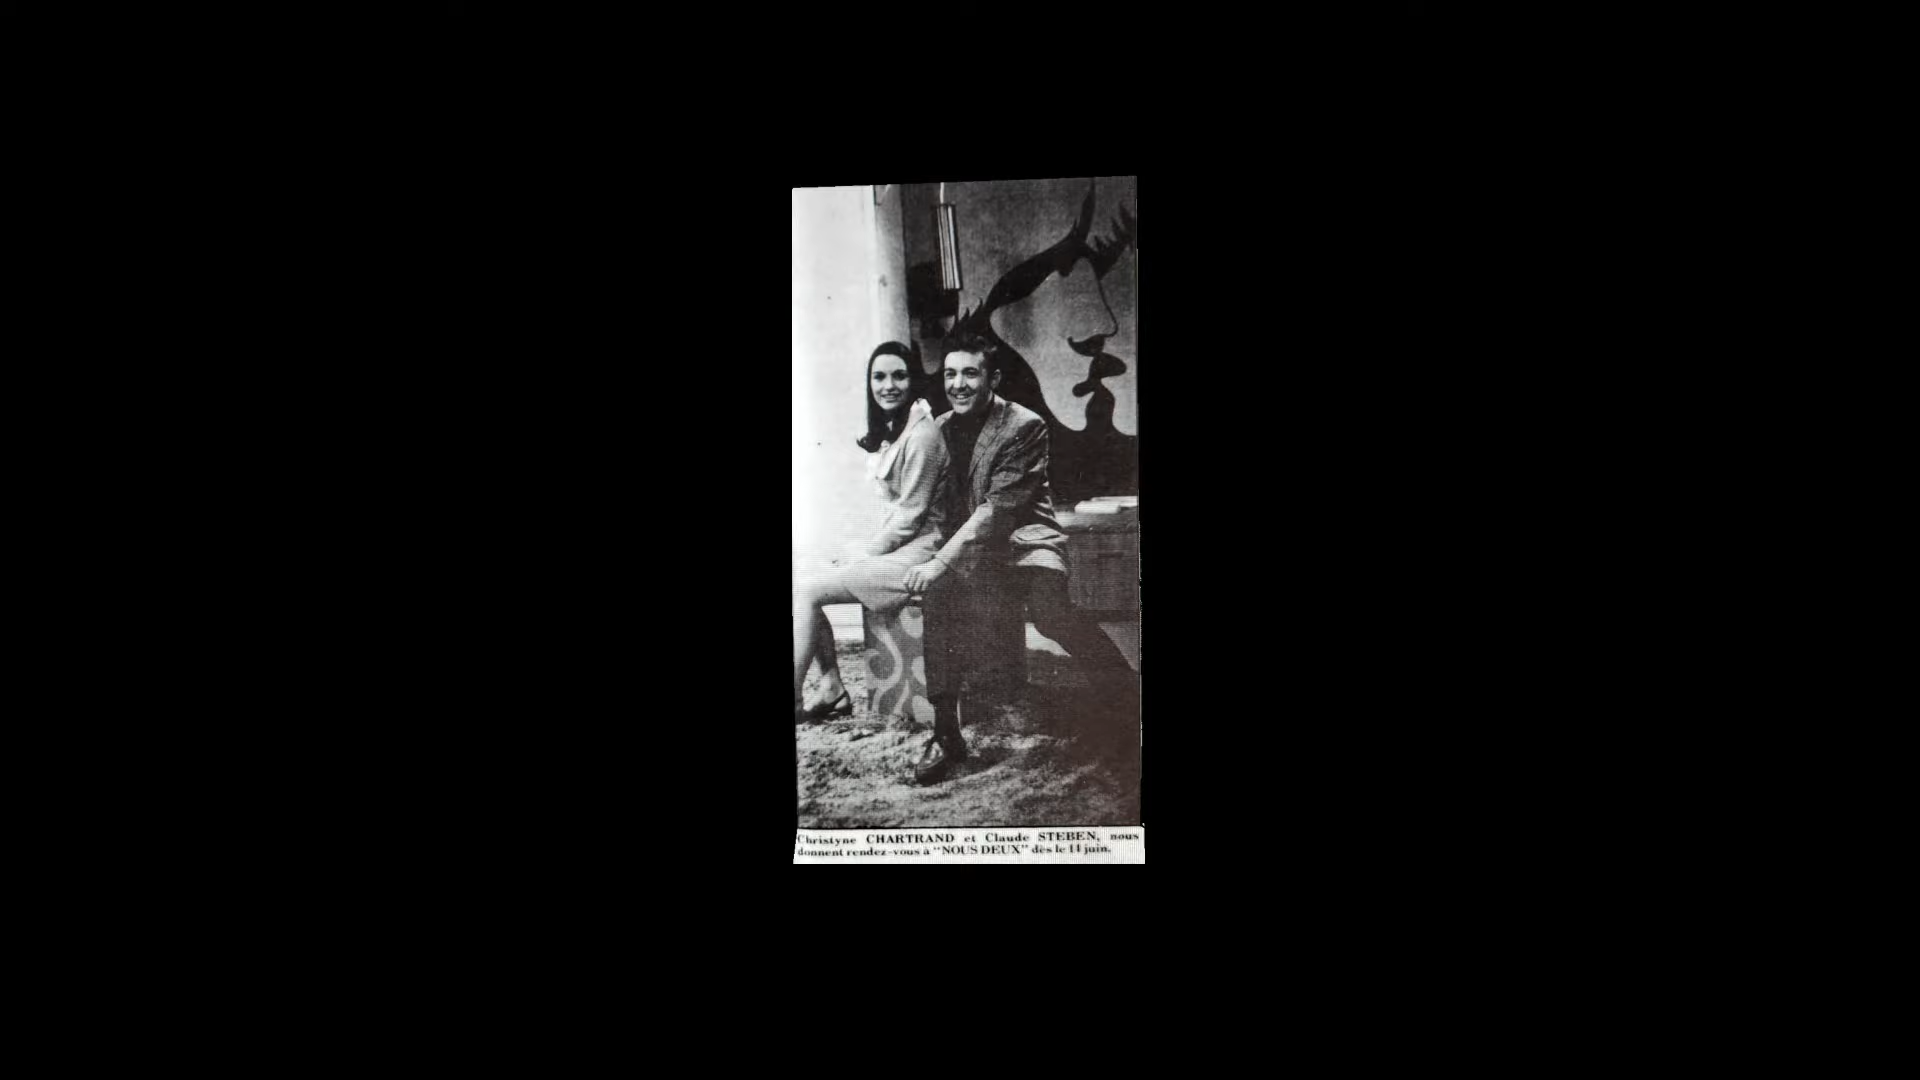 Christyne CHARTRAND et Claude STEBEN, nous
donnent rendez-vous à "NOUS DEUX" dès le 14 juin.